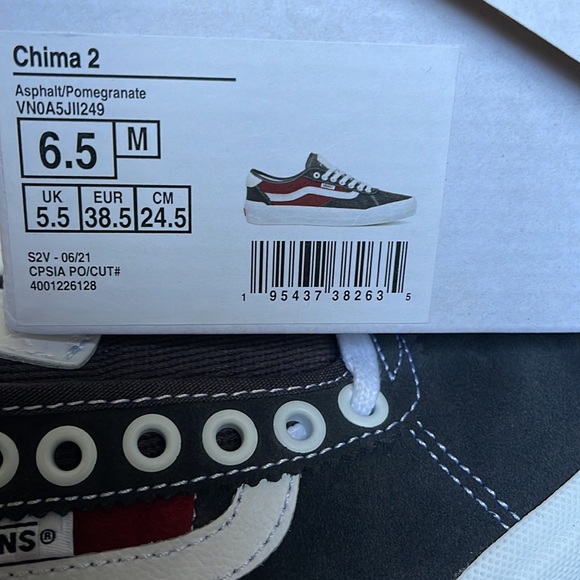 Chima 2
Asphalt/Pomegranate
VN0A5JII249
6.5 M
UK EUR CM
5.5 38.5 24.5
S2V - 06/21
CPSIA PO/CUT#
4001226128
1 95437 38263 5
NS®